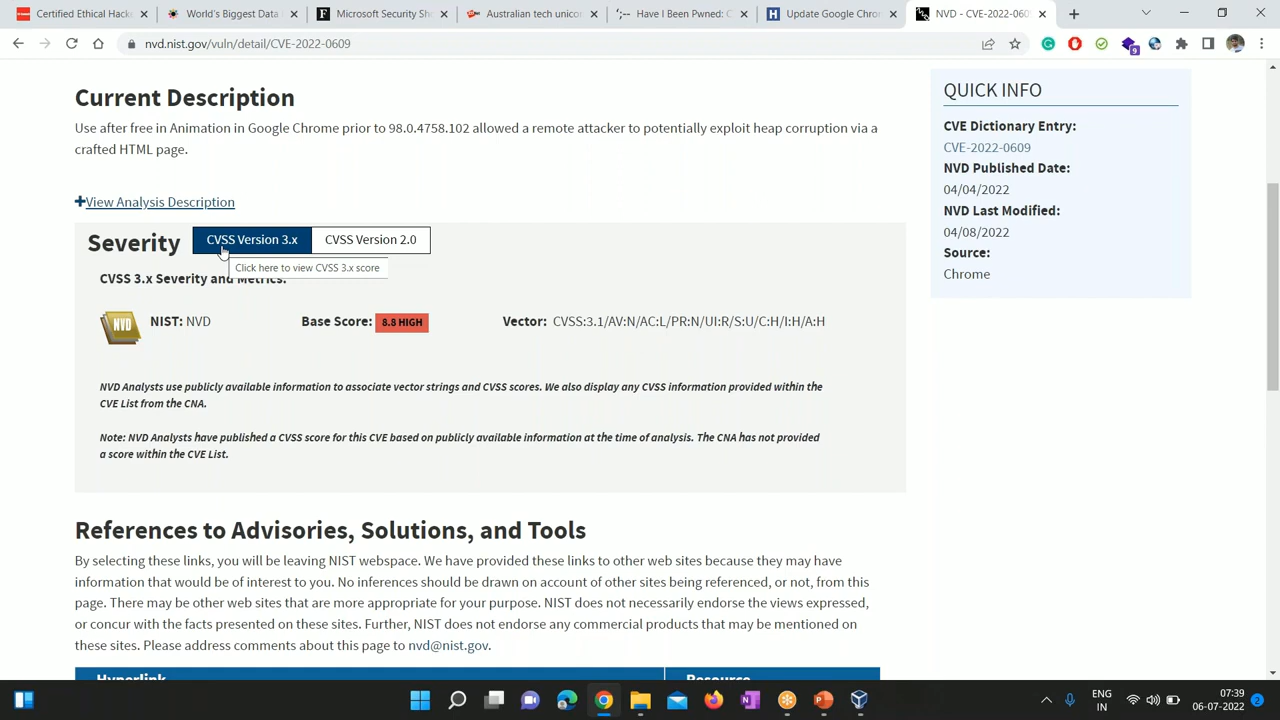 Certified Ethical Hacke
World's Biggest Data
Microsoft Security She
Australian tech unicor
Have I Been Pwned: C
Update Google Chrom
NVD - CVE-2022-060
nvd.nist.gov/vuln/detail/CVE-2022-0609
9
Current Description
Use after free in Animation in Google Chrome prior to 98.0.4758.102 allowed a remote attacker to potentially exploit heap corruption via a
crafted HTML page.
View Analysis Description
Severity
CVSS Version 3.x
CVSS Version 2.0
Click here to view CVSS 3.x score
CVSS 3.x Severity and Metrics:
NVD
NIST: NVD
Base Score: 8.8 HIGH
Vector: CVSS:3.1/AV:N/AC:L/PR:N/UI:R/S:U/C:H/I:H/A:H
NVD Analysts use publicly available information to associate vector strings and CVSS scores. We also display any CVSS information provided within the
CVE List from the CNA.
Note: NVD Analysts have published a CVSS score for this CVE based on publicly available information at the time of analysis. The CNA has not provided
a score within the CVE List.
References to Advisories, Solutions, and Tools
By selecting these links, you will be leaving NIST webspace. We have provided these links to other web sites because they may have
information that would be of interest to you. No inferences should be drawn on account of other sites being referenced, or not, from this
page. There may be other web sites that are more appropriate for your purpose. NIST does not necessarily endorse the views expressed,
or concur with the facts presented on these sites. Further, NIST does not endorse any commercial products that may be mentioned on
these sites. Please address comments about this page to nvd@nist.gov.
Hyperlink
Resource
QUICK INFO
CVE Dictionary Entry:
CVE-2022-0609
NVD Published Date:
04/04/2022
NVD Last Modified:
04/08/2022
Source:
Chrome
ENG
IN
07:39
06-07-2022
2